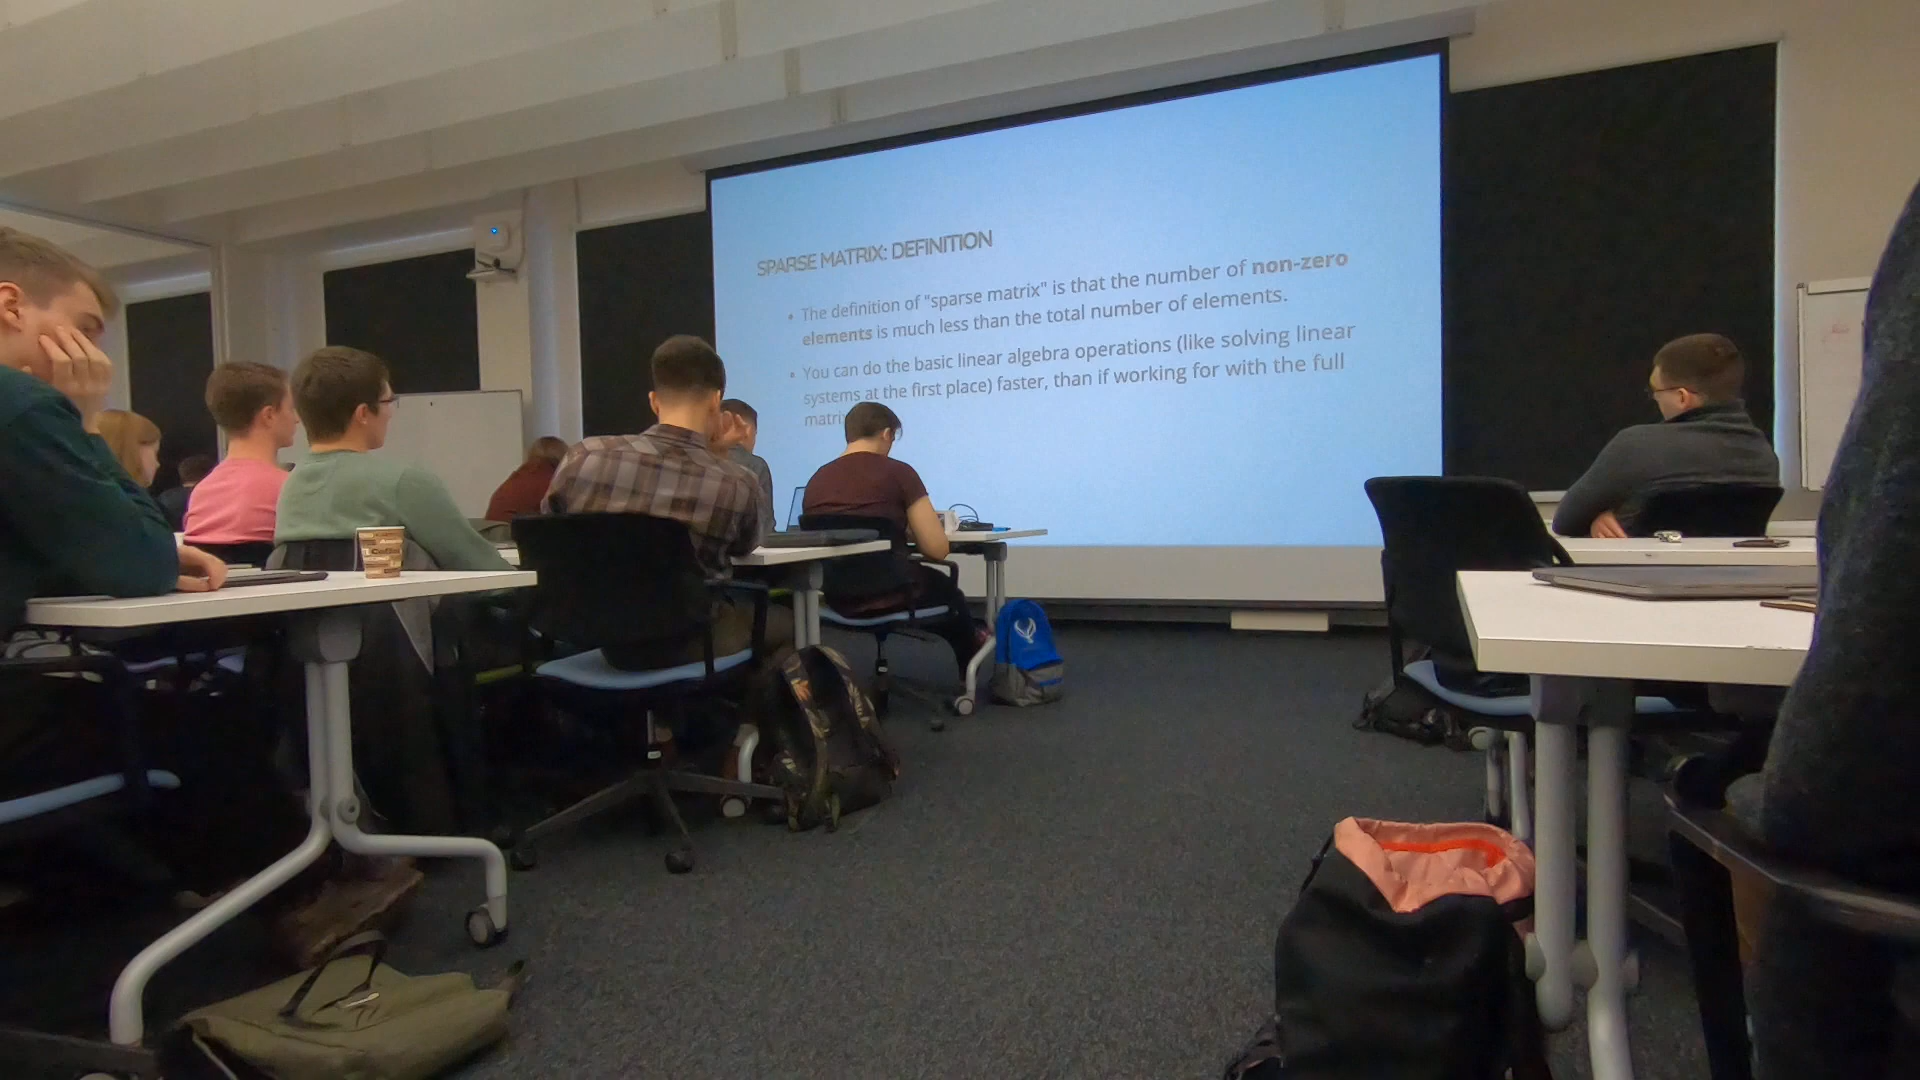 SPARSE MATRIX: DEFINITION
• The definition of "sparse matrix" is that the number of non-zero
elements is much less than the total number of elements.
• You can do the basic linear algebra operations (like solving linear
systems at the first place) faster, than if working for with the full
matri